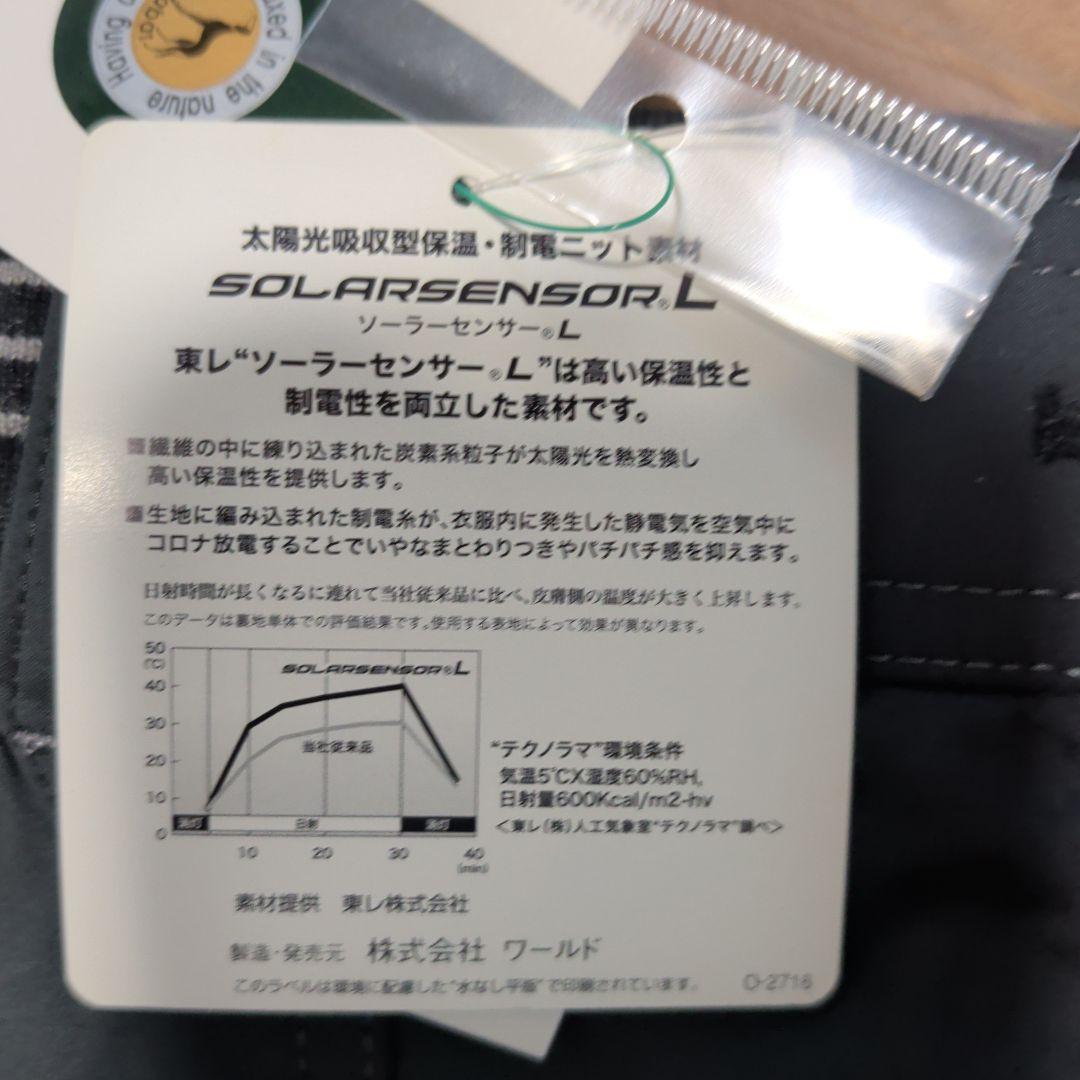 Having a
axed in the nature
太陽光吸収型保温・制電ニット素材
SOLARSENSOR®L
ソーラーセンサー®L
東レ“ソーラーセンサー®L”は高い保温性と
制電性を両立した素材です。
■繊維の中に練り込まれた炭素系粒子が太陽光を熱変換し
高い保温性を提供します。
■生地に編み込まれた制電糸が、衣服内に発生した静電気を空気中に
コロナ放電することでいやなまとわりつきやパチパチ感を抑えます。
日射時間が長くなるに連れて当社従来品に比べ、皮膚側の温度が大きく上昇します。
このデータは裏地単体での評価結果です。使用する表地によって効果が異なります。
50
(℃)
40
30
20
10
0
SOLARSENSOR®L
当社従来品
消灯 日射 消灯
10 20 30 40
(min)
“テクノラマ”環境条件
気温5℃X湿度60%RH,
日射量600Kcal/m2-hv
<東レ(株)人工気象室“テクノラマ”調べ>
素材提供 東レ株式会社
製造・発売元 株式会社 ワールド
このラベルは環境に配慮した“水なし平版”で印刷されています。
O-2716